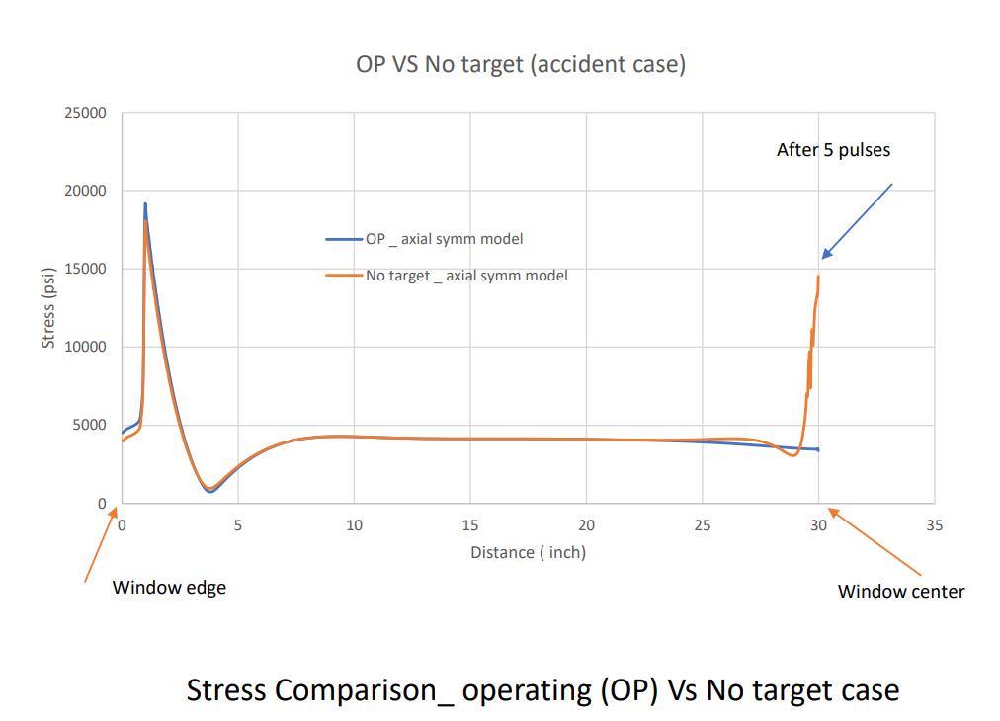 OP VS No target (accident case)
25000
20000
15000
10000
5000
0
Stress (psi)
After 5 pulses
OP _ axial symm model
No target _ axial symm model
0 5 10 15 20 25 30 35
Distance ( inch)
Window edge
Window center
Stress Comparison_ operating (OP) Vs No target case